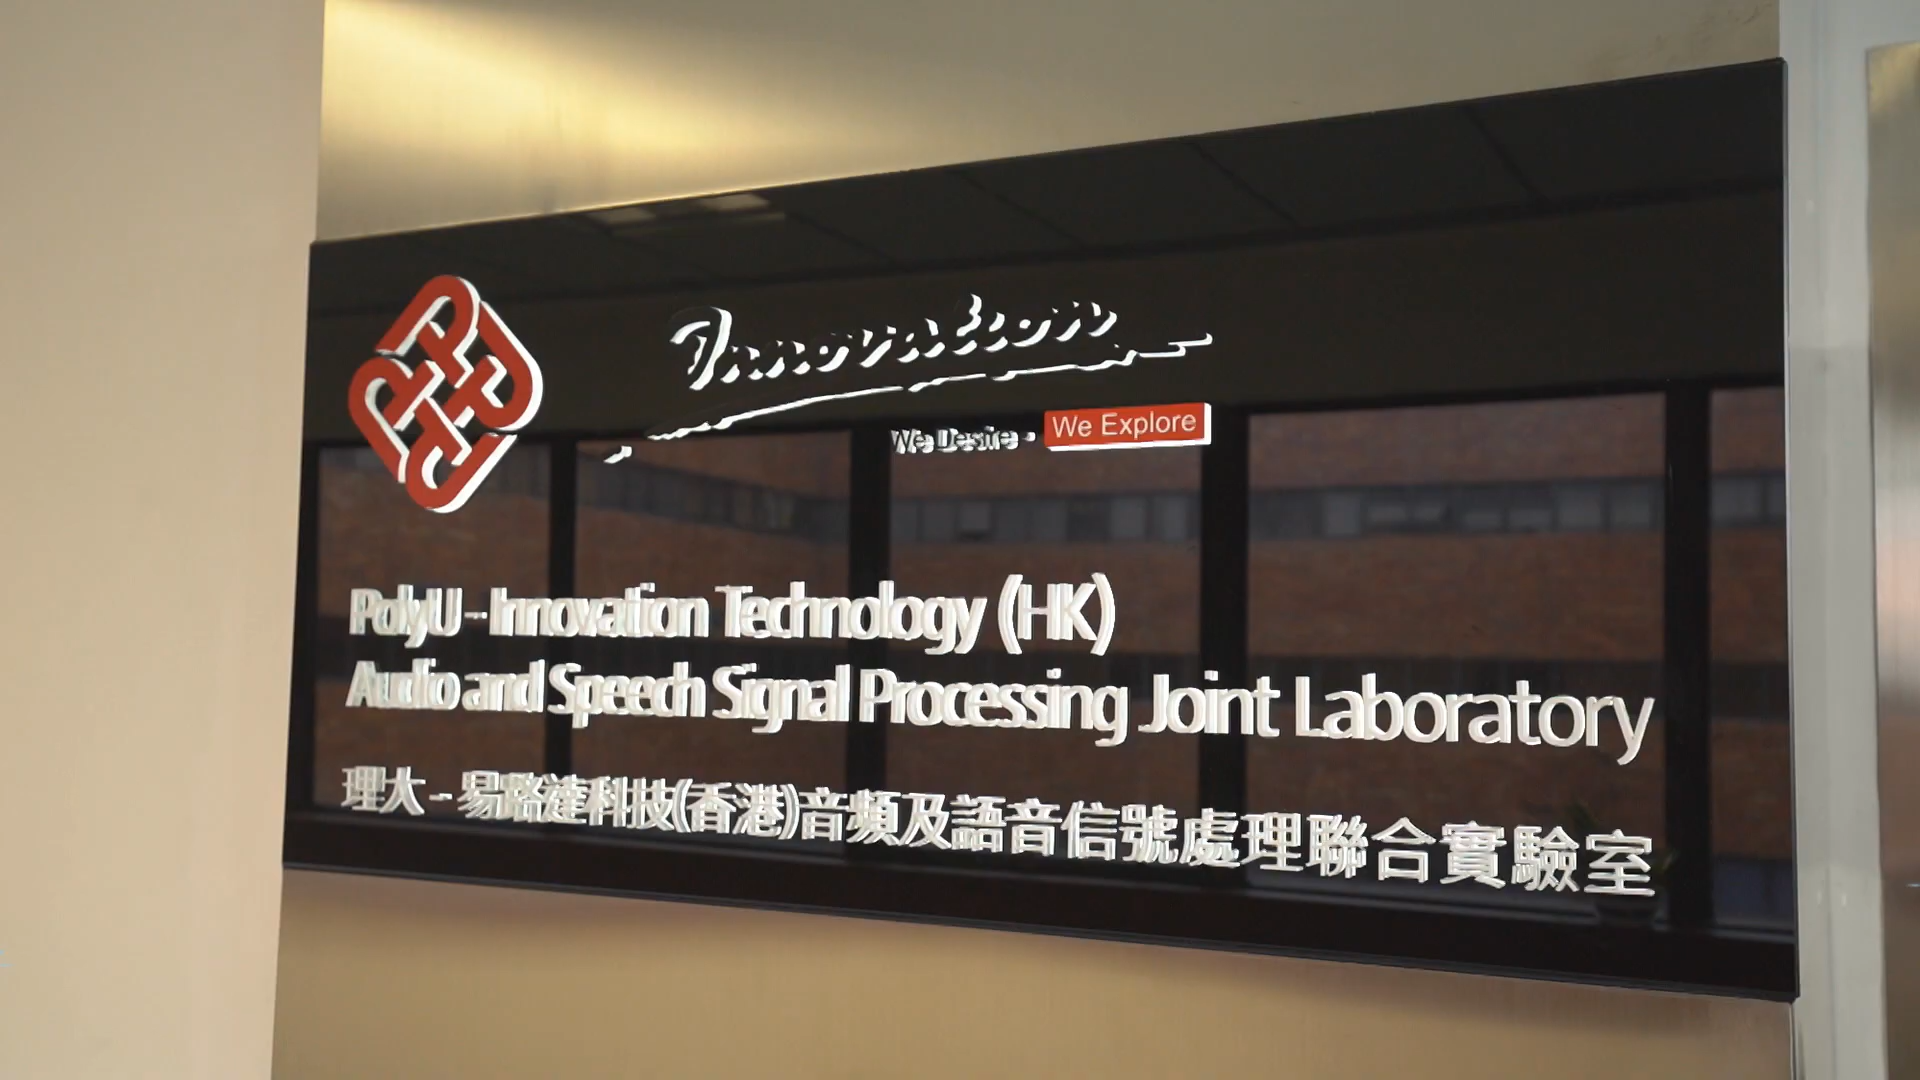 Innovation
We Desire · We Explore
PolyU – Innovation Technology (HK)
Audio and Speech Signal Processing Joint Laboratory
理大 – 易路達科技(香港)音頻及語音信號處理聯合實驗室